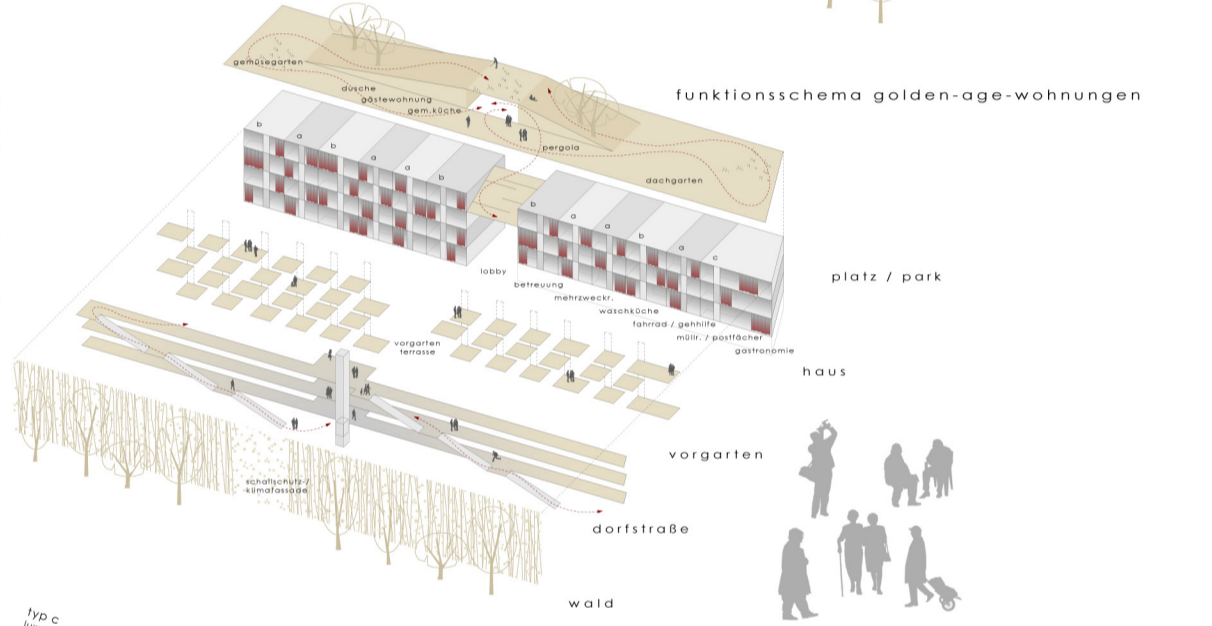 funktionsschema golden-age-wohnungen
gemüsegarten
dusche
gästewohnung
gem.küche
pergola
dachgarten
b
a
b
a
a
b
b
a
a
b
a
c
platz / park
lobby
betreuung
mehrzweckr.
waschküche
fahrrad / gehhilfe
müllr. / postfächer
gastronomie
haus
vorgarten
terrasse
vorgarten
schallschutz-/
klimafassade
dorfstraße
wald
typ c